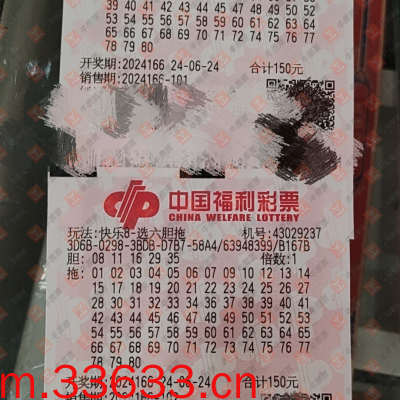 39 40 41 42 43 44 45 46 47 48 49 50 52
53 54 55 56 57 58 59 60 61 62 63 64
65 66 68 69 70 71 72 73 74 75 76 77
78 79 80
开奖期:2024166 24-06-24 合计150元
销售期:2024166-101
中国福利彩票
CHINA WELFARE LOTTERY
玩法:快乐8-选六胆拖 机号:43029237
3D6B-0298-3BDB-D7B7-58A4/63948399/B167B
胆: 08 11 16 29 35 倍数:1
拖: 01 02 03 04 05 06 07 09 10 12 13 14
15 17 18 19 20 21 22 23 24 25 26 27
28 30 31 32 33 34 36 37 38 39 40 41
42 43 44 45 46 47 48 49 50 51 52 53
54 55 56 57 58 59 60 61 62 63 64 65
66 67 68 69 70 71 72 73 74 75 76 77
78 79 80
开奖期:2024166 24-06-24 合计150元
m.33633.cn